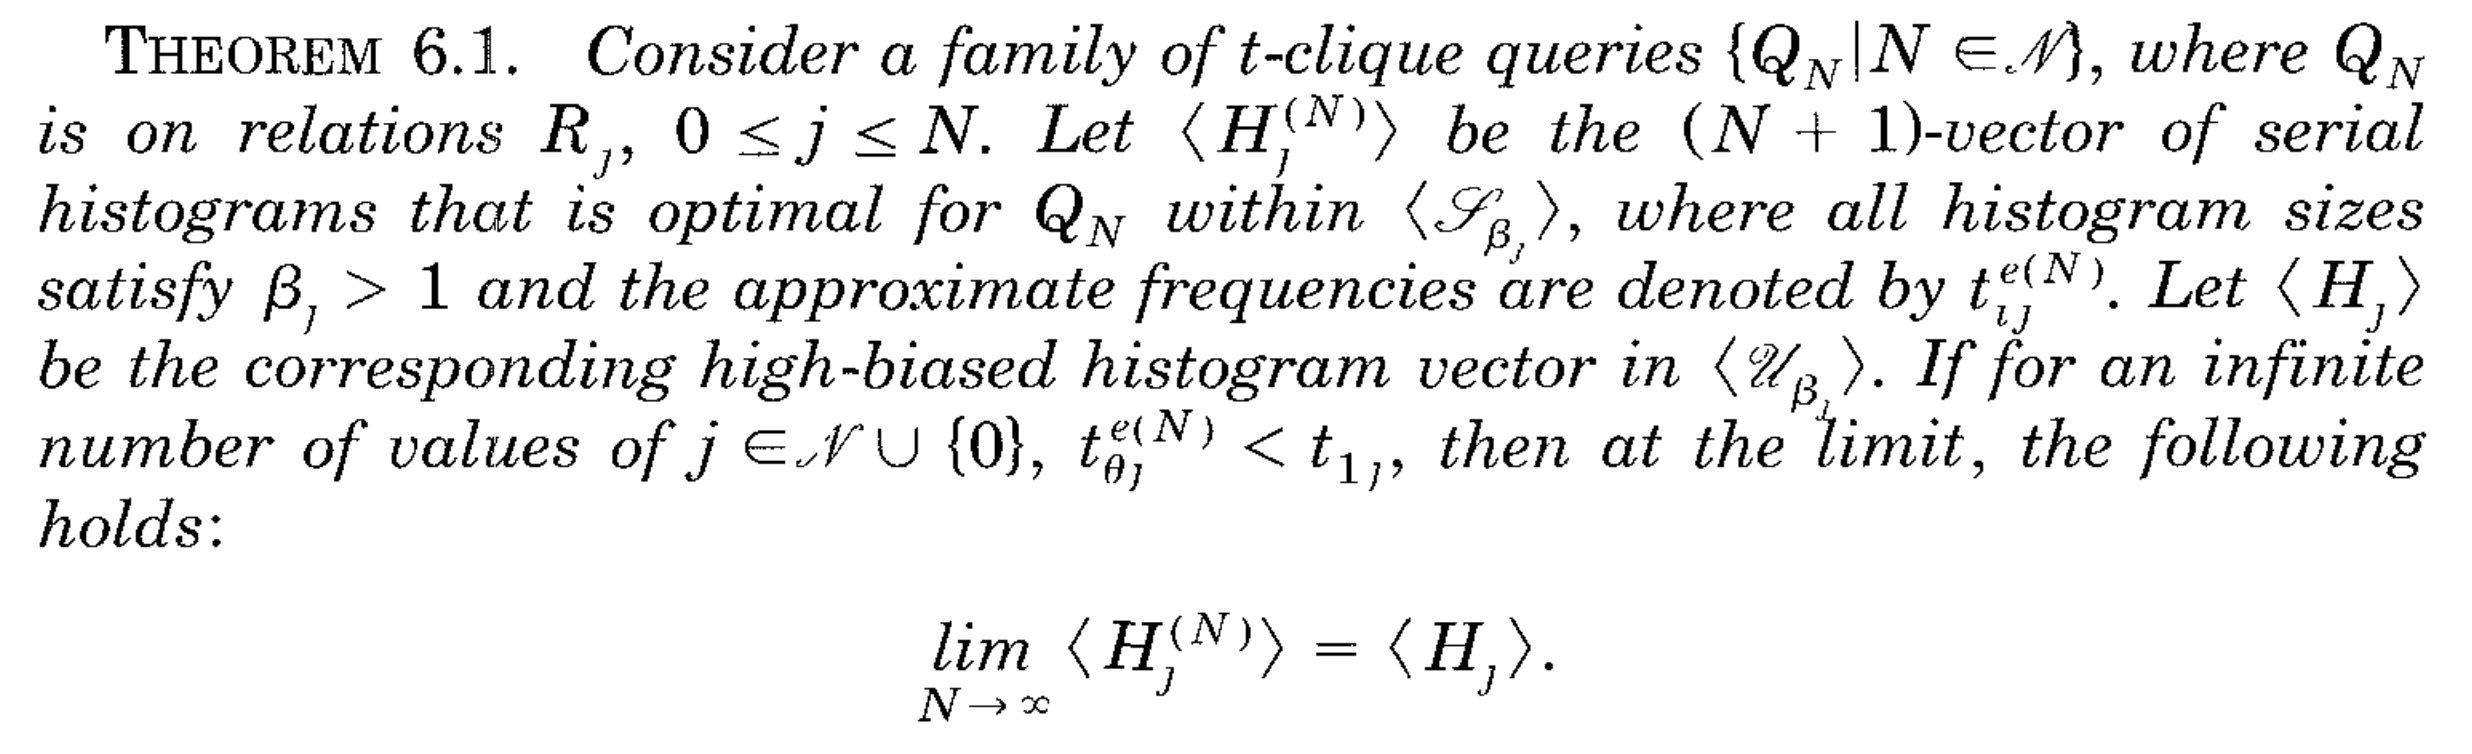 THEOREM 6.1. Consider a family of t-clique queries {Q_N | N ∈ 𝒩}, where Q_N
is on relations R_j, 0 ≤ j ≤ N. Let ⟨H_j^(N)⟩ be the (N + 1)-vector of serial
histograms that is optimal for Q_N within ⟨𝒮_β_j⟩, where all histogram sizes
satisfy β_j > 1 and the approximate frequencies are denoted by t_ij^e(N). Let ⟨H_j⟩
be the corresponding high-biased histogram vector in ⟨𝒰_β_j⟩. If for an infinite
number of values of j ∈ 𝒩 ∪ {0}, t_θj^e(N) < t_1j, then at the limit, the following
holds:
lim_{N→∞} ⟨H_j^(N)⟩ = ⟨H_j⟩.